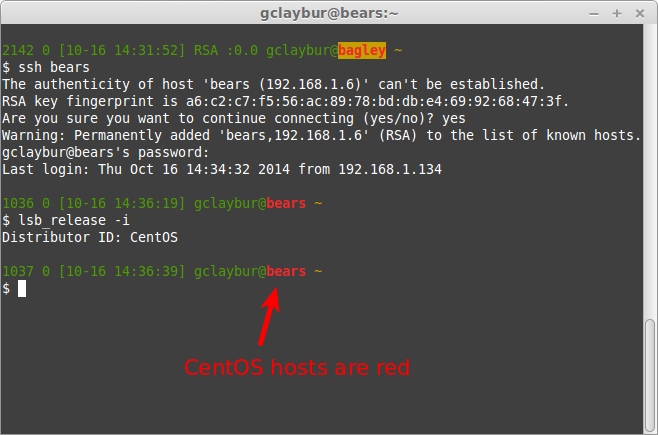 gclaybur@bears:~
2142 0 [10-16 14:31:52] RSA :0.0 gclaybur@bagley ~
$ ssh bears
The authenticity of host 'bears (192.168.1.6)' can't be established.
RSA key fingerprint is a6:c2:c7:f5:56:ac:89:78:bd:db:e4:69:92:68:47:3f.
Are you sure you want to continue connecting (yes/no)? yes
Warning: Permanently added 'bears,192.168.1.6' (RSA) to the list of known hosts.
gclaybur@bears's password:
Last login: Thu Oct 16 14:34:32 2014 from 192.168.1.134
1036 0 [10-16 14:36:19] gclaybur@bears ~
$ lsb_release -i
Distributor ID: CentOS
1037 0 [10-16 14:36:39] gclaybur@bears ~
$
CentOS hosts are red